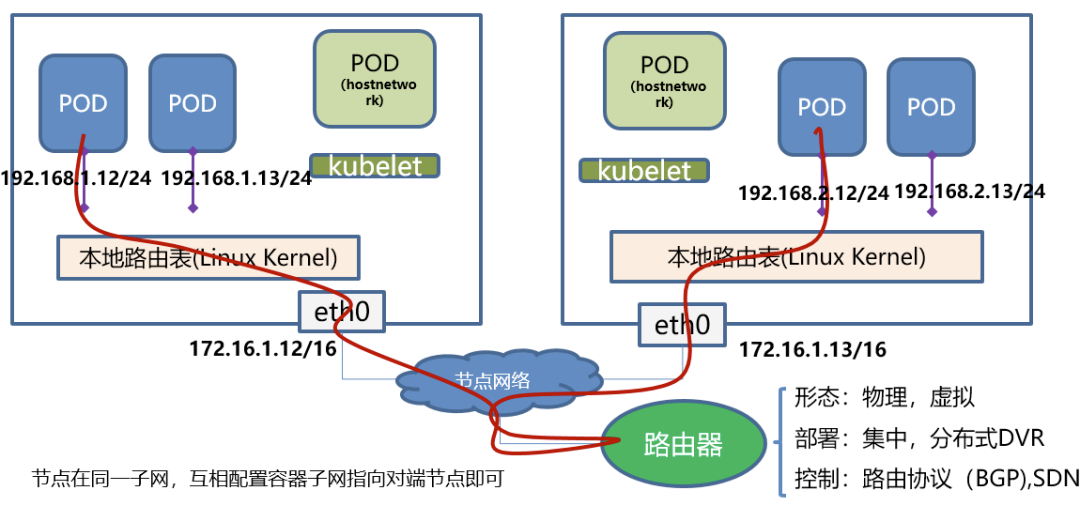 POD
POD
POD
(hostnetwo
rk)
kubelet
192.168.1.12/24
192.168.1.13/24
本地路由表(Linux Kernel)
eth0
172.16.1.12/16
POD
(hostnetwo
rk)
POD
POD
kubelet
192.168.2.12/24
192.168.2.13/24
本地路由表(Linux Kernel)
eth0
172.16.1.13/16
节点网络
路由器
形态：物理，虚拟
部署：集中，分布式DVR
控制：路由协议（BGP),SDN
节点在同一子网，互相配置容器子网指向对端节点即可